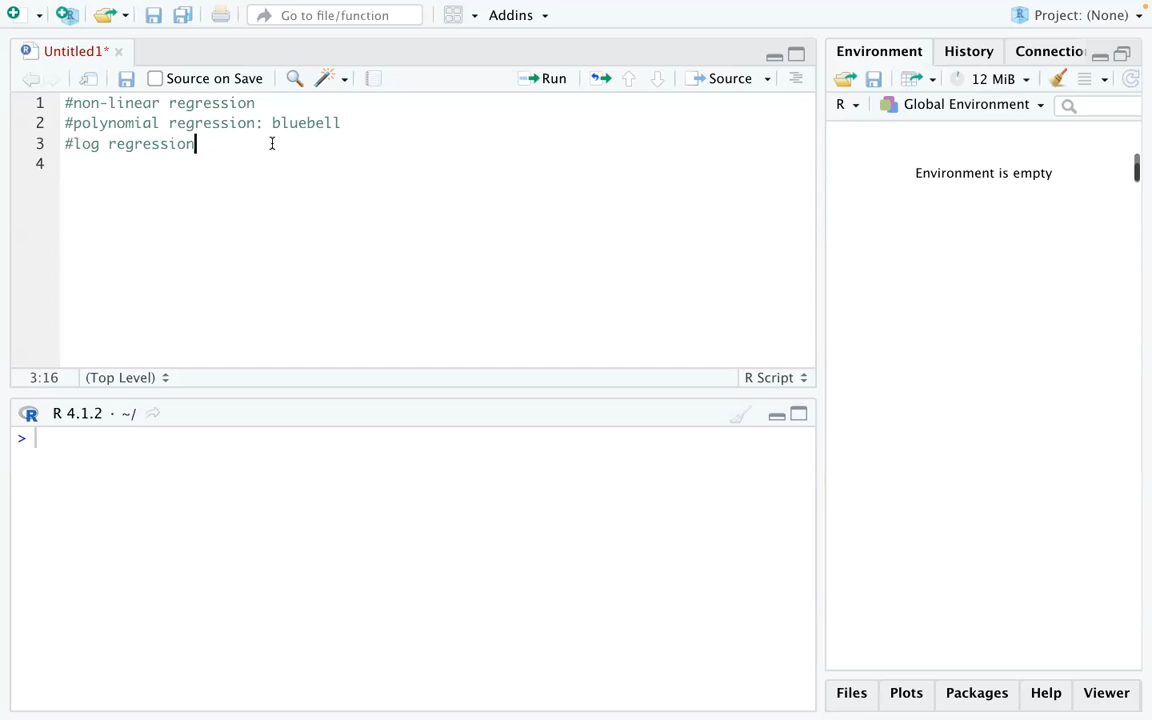 Go to file/function
Addins
Project: (None)
Untitled1*
Source on Save
Run
Source
1 #non-linear regression
2 #polynomial regression: bluebell
3 #log regression
4
3:16
(Top Level)
R Script
R 4.1.2 · ~/
>
Environment
History
Connectio
12 MiB
R
Global Environment
Environment is empty
Files
Plots
Packages
Help
Viewer